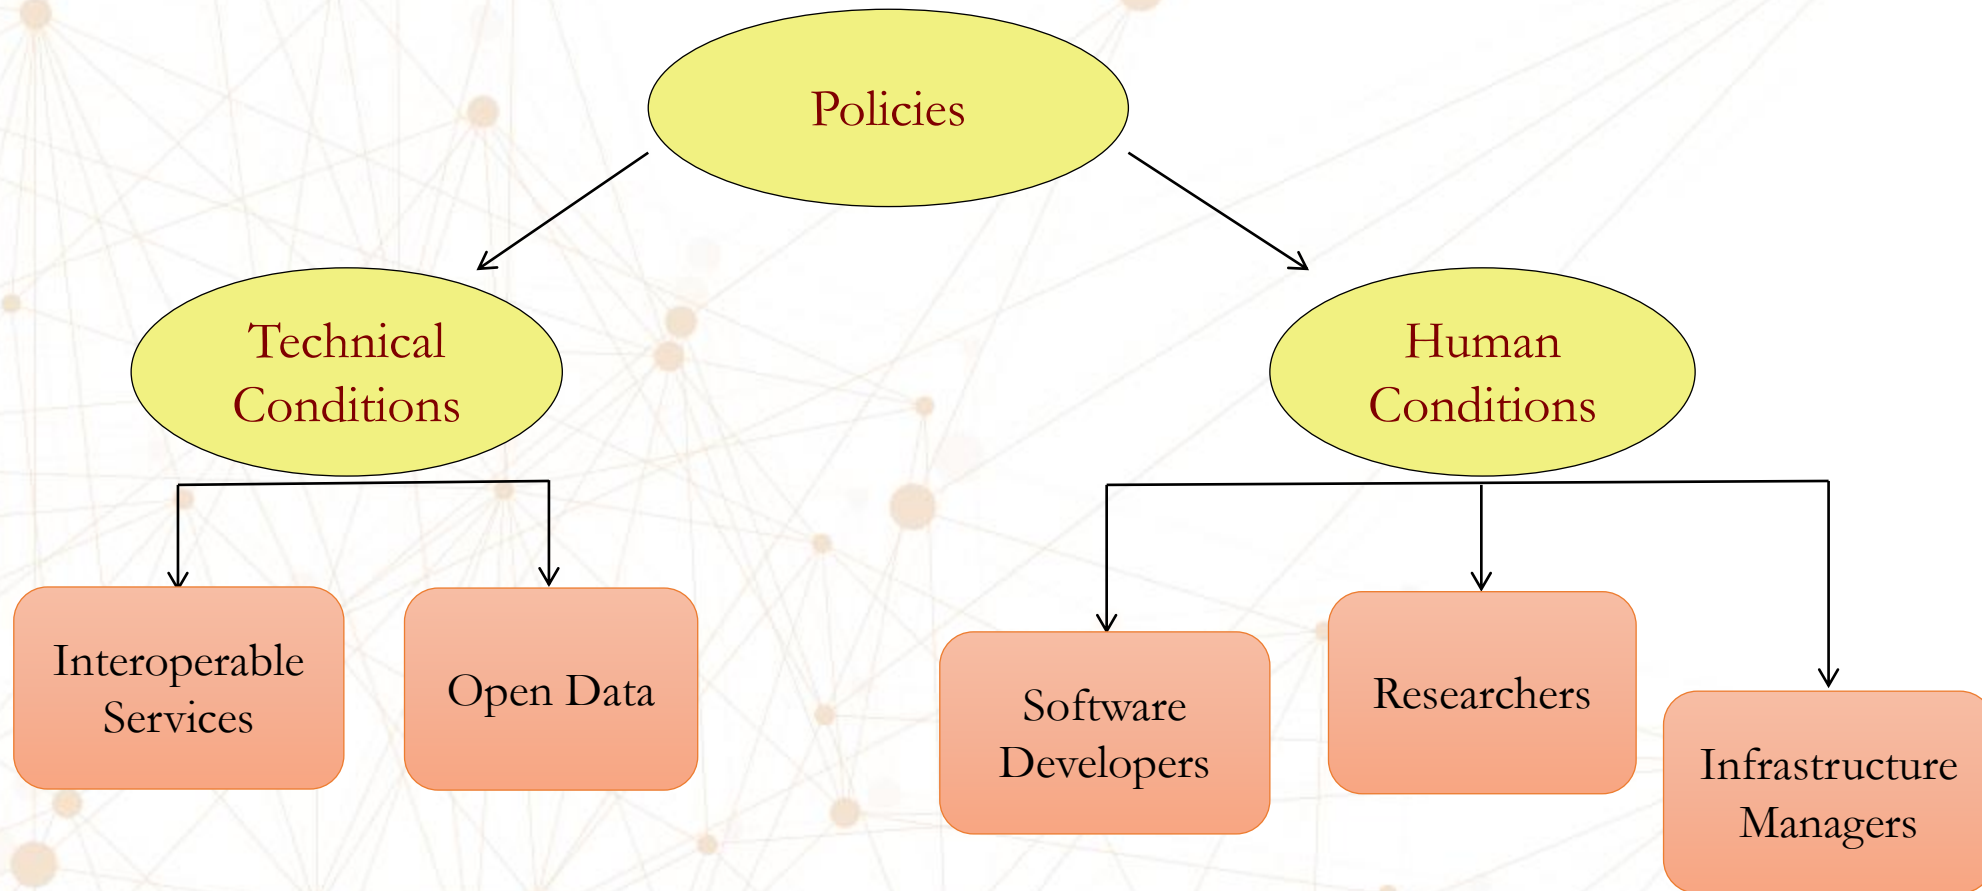 Policies
Technical
Conditions
Human
Conditions
Interoperable
Services
Open Data
Software
Developers
Researchers
Infrastructure
Managers